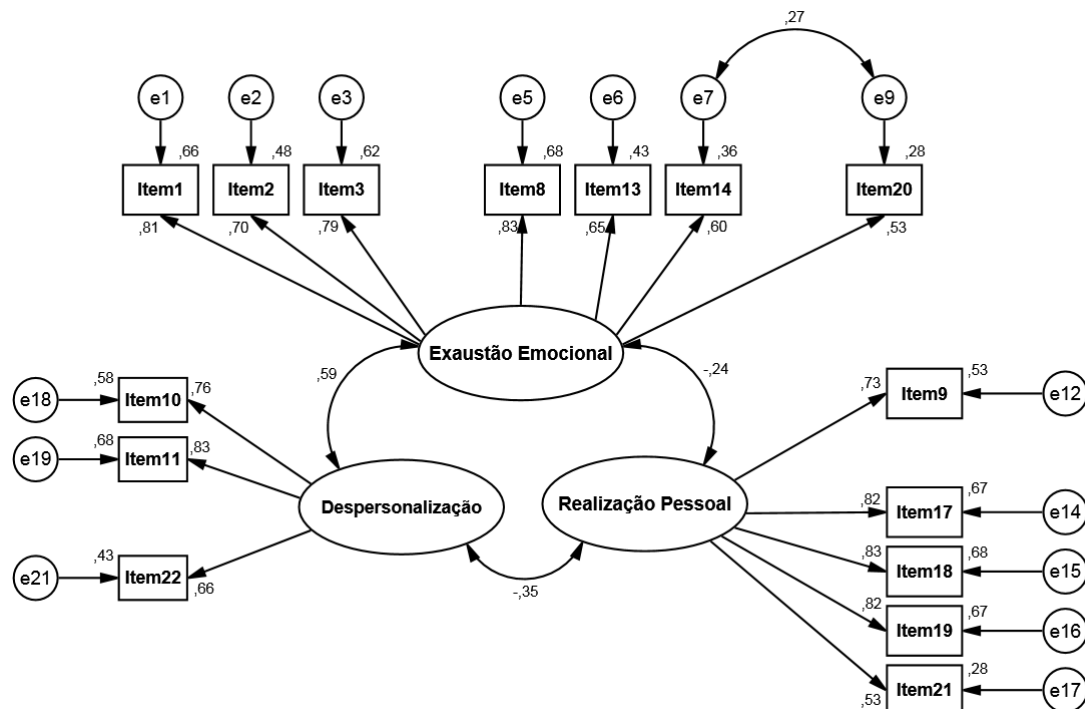 ,27
e1
e2
e3
e5
e6
e7
e9
,66
,48
,62
,68
,43
,36
,28
Item1
Item2
Item3
Item8
Item13
Item14
Item20
,81
,70
,79
,83
,65
,60
,53
Exaustão Emocional
,59
-,24
e18
,58
Item10
,76
e19
,68
Item11
,83
,73
Item9
,53
e12
Despersonalização
Realização Pessoal
,82
Item17
,67
e14
e21
,43
Item22
,66
-,35
,83
Item18
,68
e15
,82
Item19
,67
e16
,53
Item21
,28
e17